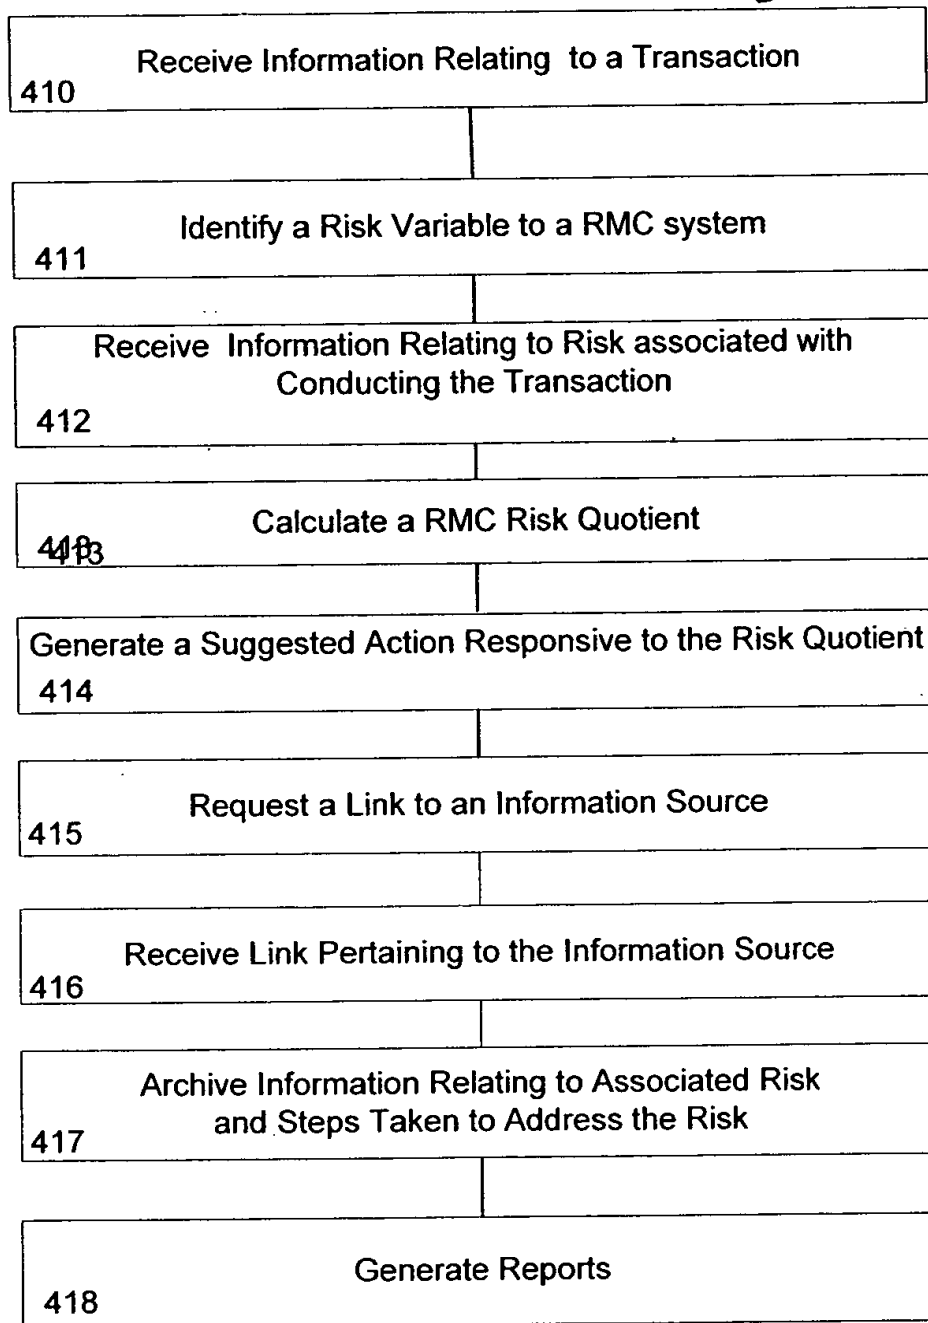 Receive Information Relating to a Transaction
410
Identify a Risk Variable to a RMC system
411
Receive Information Relating to Risk associated with
Conducting the Transaction
412
Calculate a RMC Risk Quotient
413
Generate a Suggested Action Responsive to the Risk Quotient
414
Request a Link to an Information Source
415
Receive Link Pertaining to the Information Source
416
Archive Information Relating to Associated Risk
and Steps Taken to Address the Risk
417
Generate Reports
418